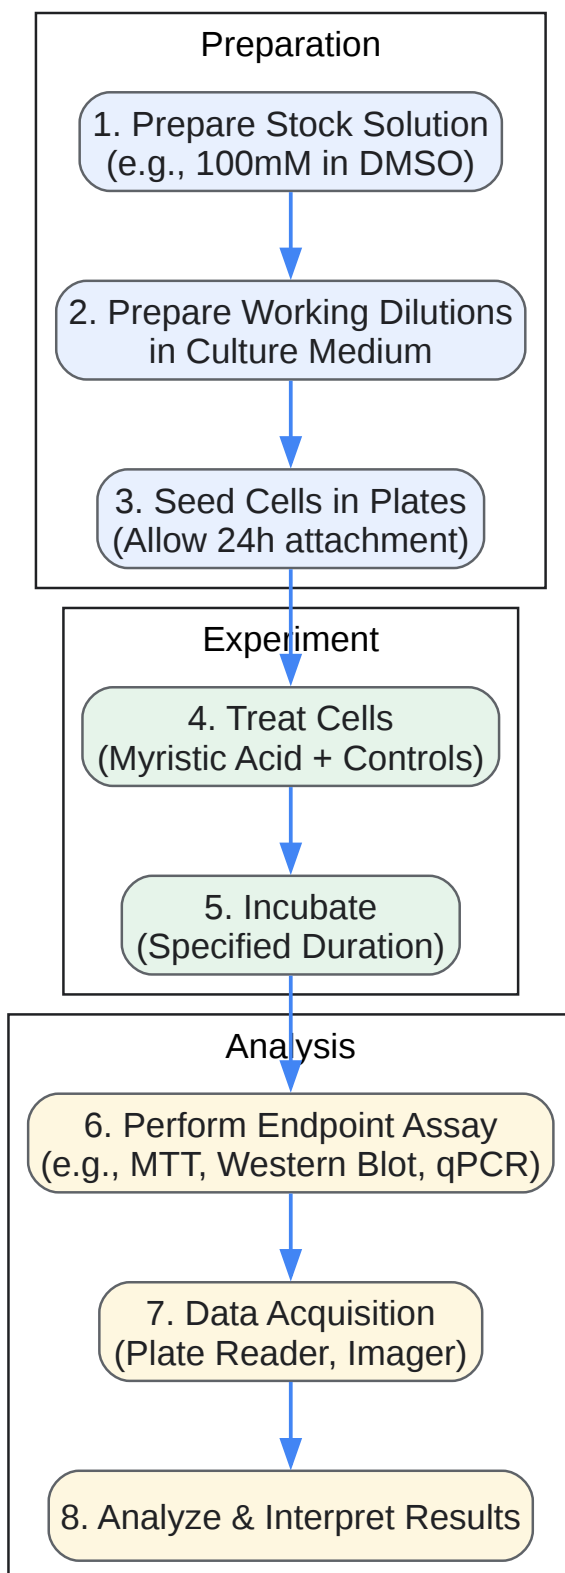 Preparation
1. Prepare Stock Solution
(e.g., 100mM in DMSO)
2. Prepare Working Dilutions
in Culture Medium
3. Seed Cells in Plates
(Allow 24h attachment)
Experiment
4. Treat Cells
(Myristic Acid + Controls)
5. Incubate
(Specified Duration)
Analysis
6. Perform Endpoint Assay
(e.g., MTT, Western Blot, qPCR)
7. Data Acquisition
(Plate Reader, Imager)
8. Analyze & Interpret Results